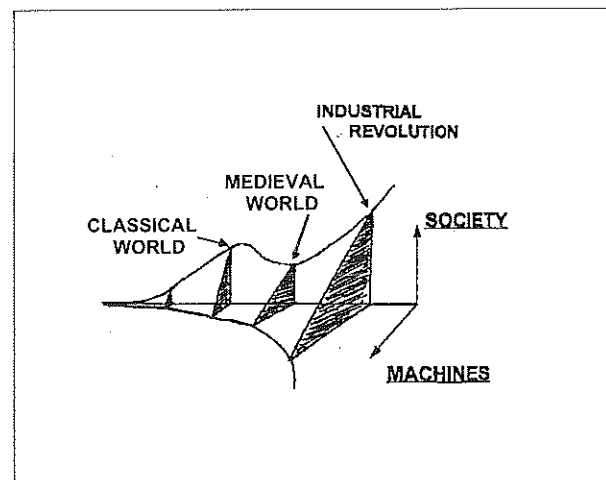 INDUSTRIAL
REVOLUTION
MEDIEVAL
WORLD
CLASSICAL
WORLD
SOCIETY
MACHINES